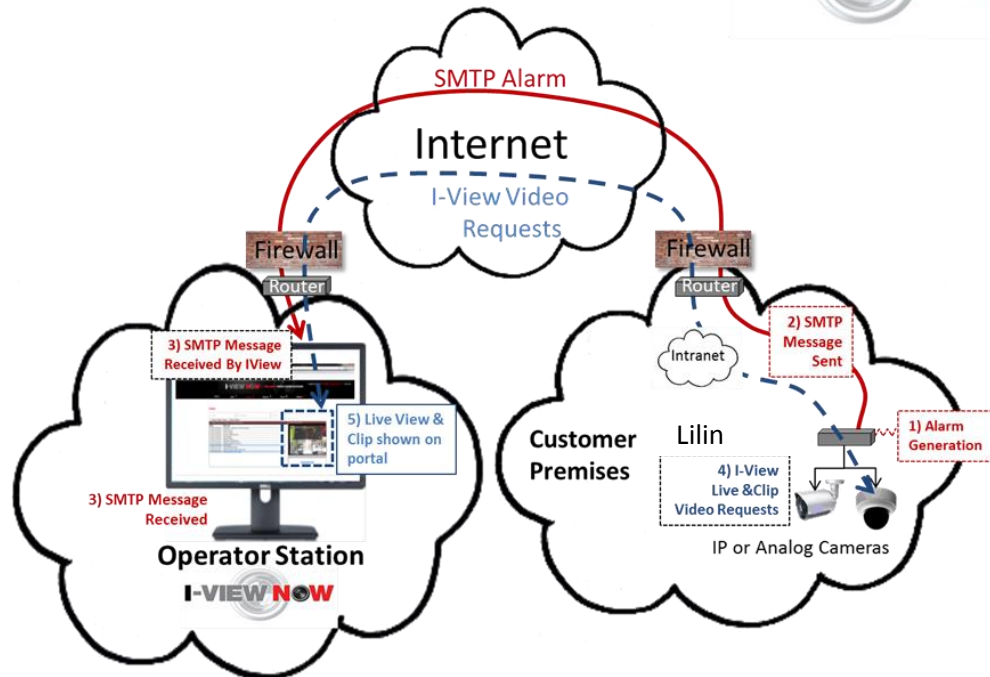 SMTP Alarm
Internet
I-View Video
Requests
Firewall
Router
Firewall
Router
3) SMTP Message
Received By IView
I-VIEW NOW
5) Live View &
Clip shown on
portal
3) SMTP Message
Received
Operator Station
I-VIEW NOW
Intranet
2) SMTP
Message
Sent
1) Alarm
Generation
Customer
Premises
Lilin
4) I-View
Live &Clip
Video Requests
IP or Analog Cameras